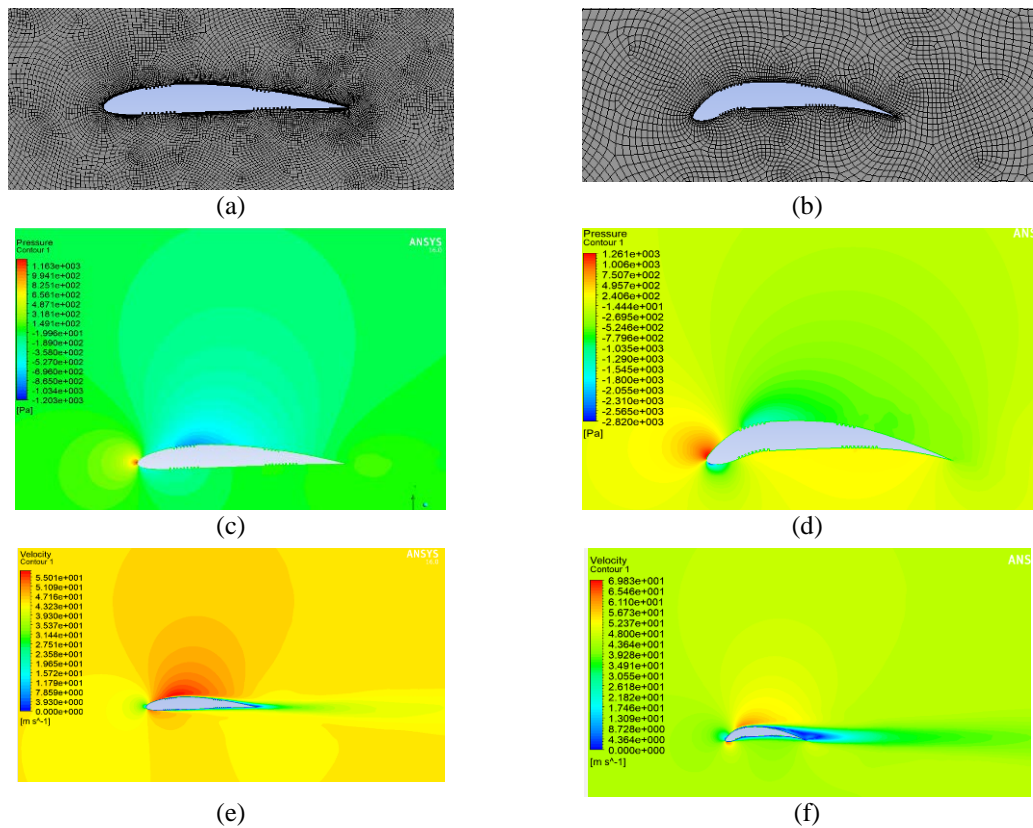 (a)
(b)
Pressure
Contour 1
ANSYS
16.0
1.163e+003
9.941e+002
8.251e+002
6.561e+002
4.871e+002
3.181e+002
1.491e+002
-1.996e+001
-1.890e+002
-3.580e+002
-5.270e+002
-6.960e+002
-8.650e+002
-1.034e+003
-1.203e+003
[Pa]
(c)
Pressure
Contour 1
ANS
1.261e+003
1.006e+003
7.507e+002
4.957e+002
2.406e+002
-1.444e+001
-2.695e+002
-5.246e+002
-7.796e+002
-1.035e+003
-1.290e+003
-1.545e+003
-1.800e+003
-2.055e+003
-2.310e+003
-2.565e+003
-2.820e+003
[Pa]
(d)
Velocity
Contour 1
ANSYS
16.0
5.501e+001
5.109e+001
4.716e+001
4.323e+001
3.930e+001
3.537e+001
3.144e+001
2.751e+001
2.358e+001
1.965e+001
1.572e+001
1.179e+001
7.859e+000
3.930e+000
0.000e+000
[m s^-1]
(e)
Velocity
Contour 1
ANS
6.983e+001
6.546e+001
6.110e+001
5.673e+001
5.237e+001
4.800e+001
4.364e+001
3.928e+001
3.491e+001
3.055e+001
2.618e+001
2.182e+001
1.746e+001
1.309e+001
8.728e+000
4.364e+000
0.000e+000
[m s^-1]
(f)